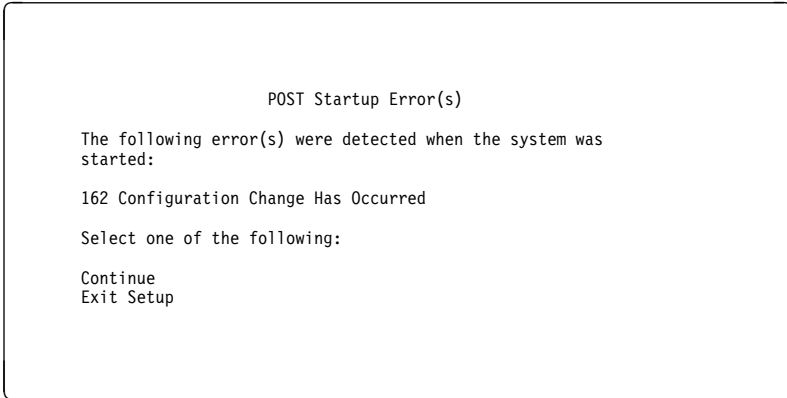 POST Startup Error(s)
The following error(s) were detected when the system was
started:
162 Configuration Change Has Occurred
Select one of the following:
Continue
Exit Setup